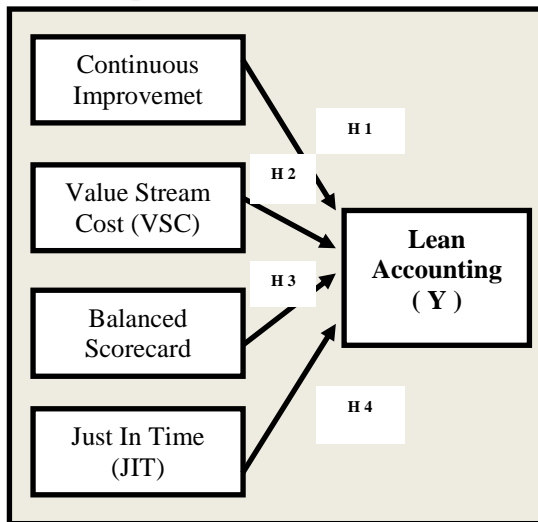 Continuous
Improvemet
H 1
Value Stream
Cost (VSC)
H 2
Lean
Accounting
( Y )
Balanced
Scorecard
H 3
Just In Time
(JIT)
H 4